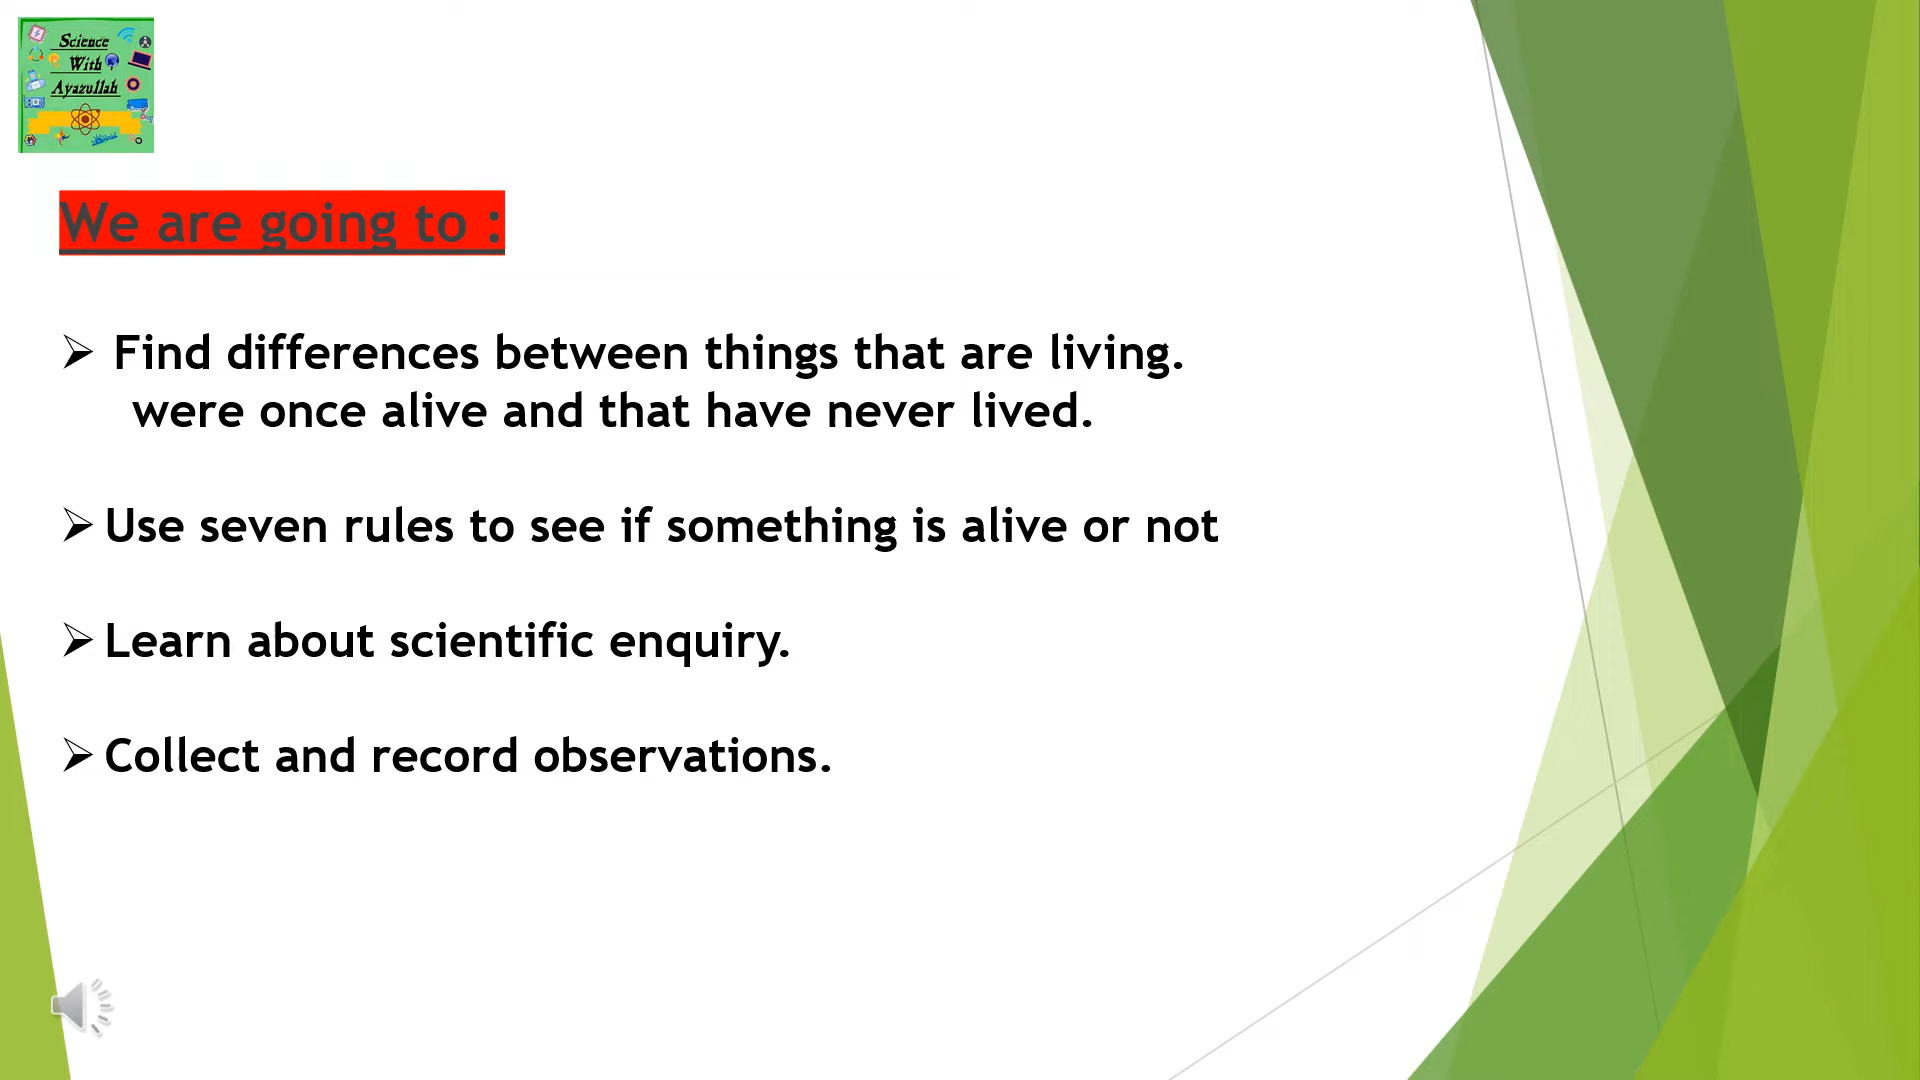 Science
With
Ayazullah
We are going to :
➢ Find differences between things that are living.
were once alive and that have never lived.
➢ Use seven rules to see if something is alive or not
➢ Learn about scientific enquiry.
➢ Collect and record observations.